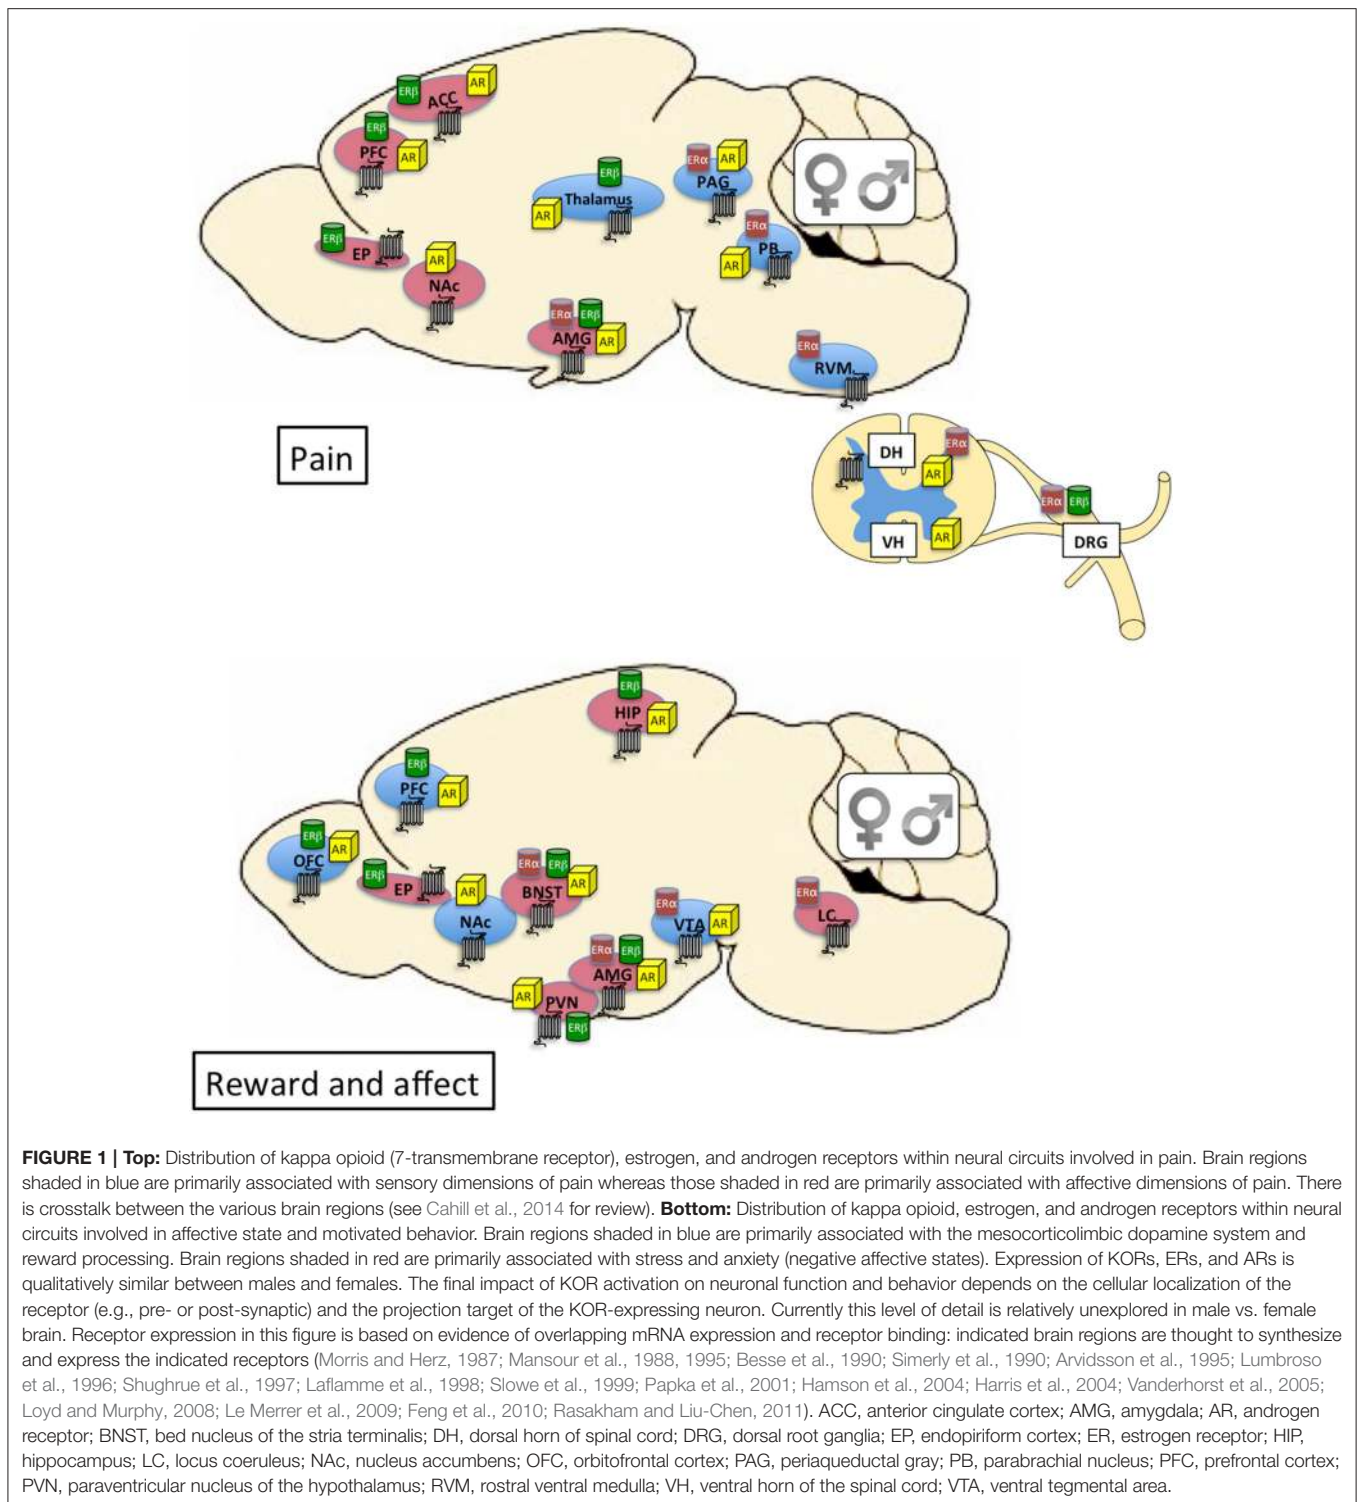 ERβ
AR
ACC
ERβ
PFC
AR
ERβ
Thalamus
AR
ERα
AR
PAG
ERα
PB
AR
ERβ
EP
AR
NAc
ERα
ERβ
AMG
AR
ERα
RVM
Pain
DH
ERα
AR
VH
AR
ERα
ERβ
DRG
ERβ
HIP
AR
ERβ
PFC
AR
ERβ
AR
OFC
ERβ
EP
AR
NAc
ERα
ERβ
BNST
AR
ERα
VTA
AR
ERα
LC
ERα
ERβ
AMG
AR
AR
PVN
ERβ
Reward and affect
FIGURE 1 | Top: Distribution of kappa opioid (7-transmembrane receptor), estrogen, and androgen receptors within neural circuits involved in pain. Brain regions
shaded in blue are primarily associated with sensory dimensions of pain whereas those shaded in red are primarily associated with affective dimensions of pain. There
is crosstalk between the various brain regions (see Cahill et al., 2014 for review). Bottom: Distribution of kappa opioid, estrogen, and androgen receptors within neural
circuits involved in affective state and motivated behavior. Brain regions shaded in blue are primarily associated with the mesocorticolimbic dopamine system and
reward processing. Brain regions shaded in red are primarily associated with stress and anxiety (negative affective states). Expression of KORs, ERs, and ARs is
qualitatively similar between males and females. The final impact of KOR activation on neuronal function and behavior depends on the cellular localization of the
receptor (e.g., pre- or post-synaptic) and the projection target of the KOR-expressing neuron. Currently this level of detail is relatively unexplored in male vs. female
brain. Receptor expression in this figure is based on evidence of overlapping mRNA expression and receptor binding: indicated brain regions are thought to synthesize
and express the indicated receptors (Morris and Herz, 1987; Mansour et al., 1988, 1995; Besse et al., 1990; Simerly et al., 1990; Arvidsson et al., 1995; Lumbroso
et al., 1996; Shughrue et al., 1997; Laflamme et al., 1998; Slowe et al., 1999; Papka et al., 2001; Hamson et al., 2004; Harris et al., 2004; Vanderhorst et al., 2005;
Loyd and Murphy, 2008; Le Merrer et al., 2009; Feng et al., 2010; Rasakham and Liu-Chen, 2011). ACC, anterior cingulate cortex; AMG, amygdala; AR, androgen
receptor; BNST, bed nucleus of the stria terminalis; DH, dorsal horn of spinal cord; DRG, dorsal root ganglia; EP, endopiriform cortex; ER, estrogen receptor; HIP,
hippocampus; LC, locus coeruleus; NAc, nucleus accumbens; OFC, orbitofrontal cortex; PAG, periaqueductal gray; PB, parabrachial nucleus; PFC, prefrontal cortex;
PVN, paraventricular nucleus of the hypothalamus; RVM, rostral ventral medulla; VH, ventral horn of the spinal cord; VTA, ventral tegmental area.